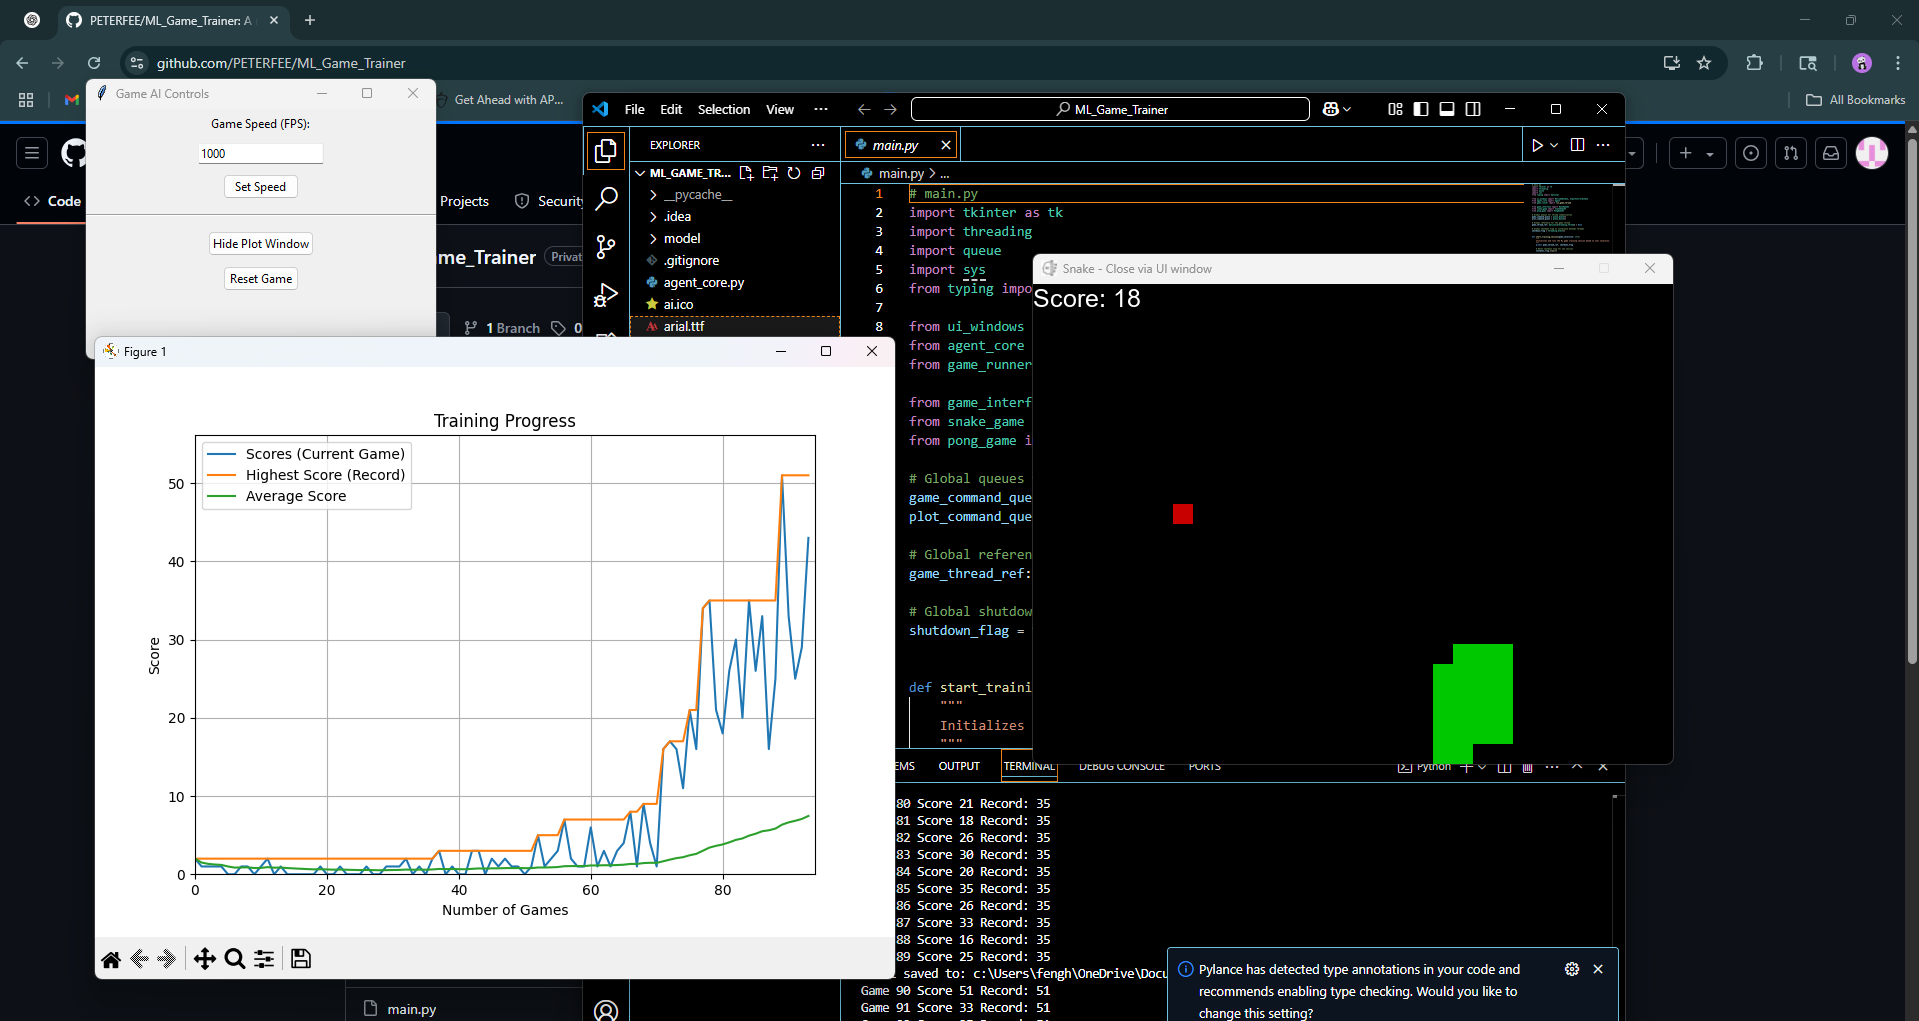 PETERFEE/ML_Game_Trainer: A
github.com/PETERFEE/ML_Game_Trainer
Get Ahead with AP...
All Bookmarks
Code
Projects
Security
me_Trainer
Private
1 Branch
0
main.py
Game AI Controls
Game Speed (FPS):
1000
Set Speed
Hide Plot Window
Reset Game
File Edit Selection View ...
ML_Game_Trainer
EXPLORER
ML_GAME_TR...
__pycache__
.idea
model
.gitignore
agent_core.py
ai.ico
arial.ttf
main.py
main.py > ...
1 # main.py
2 import tkinter as tk
3 import threading
4 import queue
5 import sys
6 from typing impo
7
8 from ui_windows
from agent_core
from game_runner
from game_interf
from snake_game
from pong_game i
# Global queues
game_command_que
plot_command_que
# Global referen
game_thread_ref:
# Global shutdow
shutdown_flag =
def start_traini
"""
Initializes
"""
EMS OUTPUT TERMINAL DEBUG CONSOLE PORTS
Python
80 Score 21 Record: 35
81 Score 18 Record: 35
82 Score 26 Record: 35
83 Score 30 Record: 35
84 Score 20 Record: 35
85 Score 35 Record: 35
86 Score 26 Record: 35
87 Score 33 Record: 35
88 Score 16 Record: 35
89 Score 25 Record: 35
saved to: c:\Users\fengh\OneDrive\Docu
Game 90 Score 51 Record: 51
Game 91 Score 33 Record: 51
Pylance has detected type annotations in your code and
recommends enabling type checking. Would you like to
change this setting?
Snake - Close via UI window
Score: 18
Figure 1
Training Progress
Scores (Current Game)
Highest Score (Record)
Average Score
Score
50
40
30
20
10
0
0 20 40 60 80
Number of Games